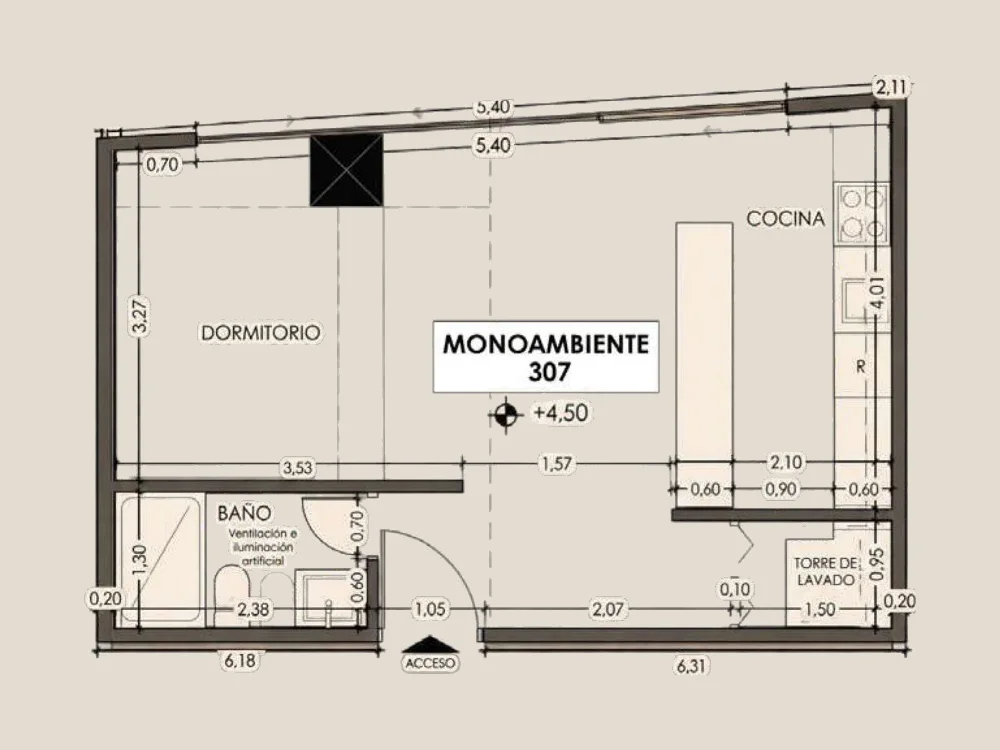 2,11
5,40
5,40
0,70
COCINA
4,01
3,27
DORMITORIO
MONOAMBIENTE
307
R
+4,50
3,53
1,57
2,10
0,60
0,90
0,60
BAÑO
Ventilación e
iluminación
artificial
0,70
1,30
0,60
TORRE DE
LAVADO
0,95
0,10
0,20
2,38
1,05
2,07
1,50
0,20
6,18
ACCESO
6,31